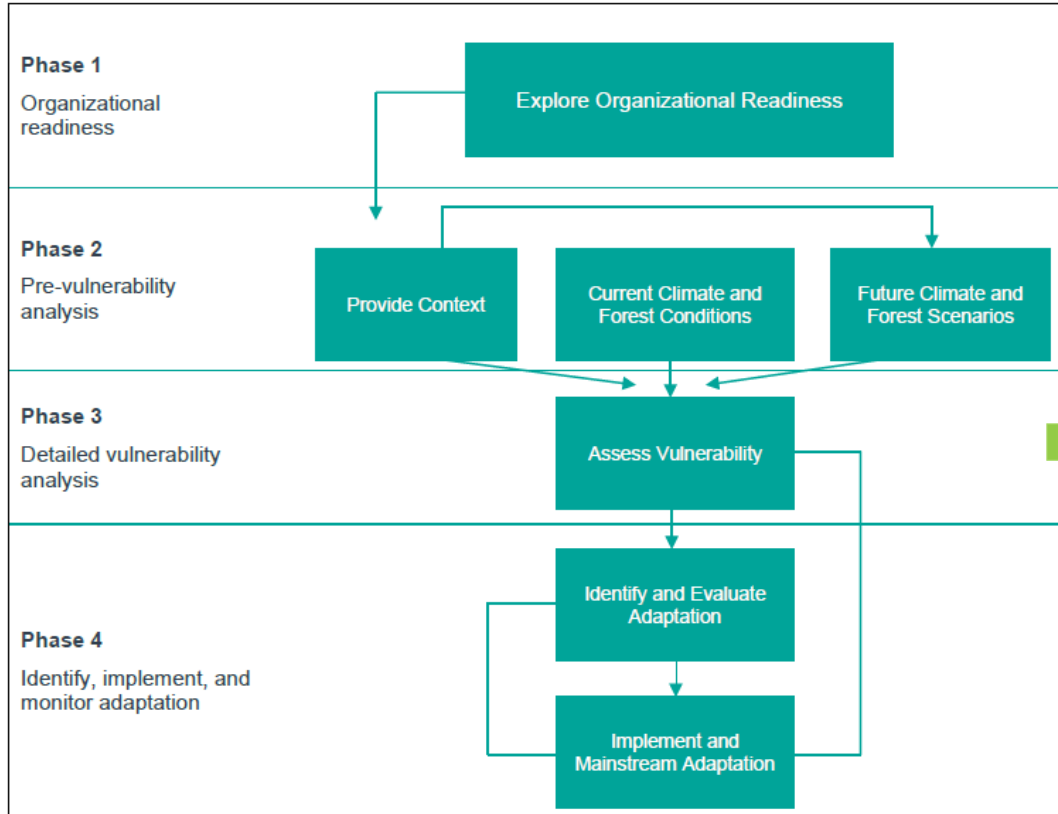 Phase 1
Organizational
readiness
Explore Organizational Readiness
Phase 2
Pre-vulnerability
analysis
Provide Context
Current Climate and
Forest Conditions
Future Climate and
Forest Scenarios
Phase 3
Detailed vulnerability
analysis
Assess Vulnerability
Phase 4
Identify, implement, and
monitor adaptation
Identify and Evaluate
Adaptation
Implement and
Mainstream Adaptation